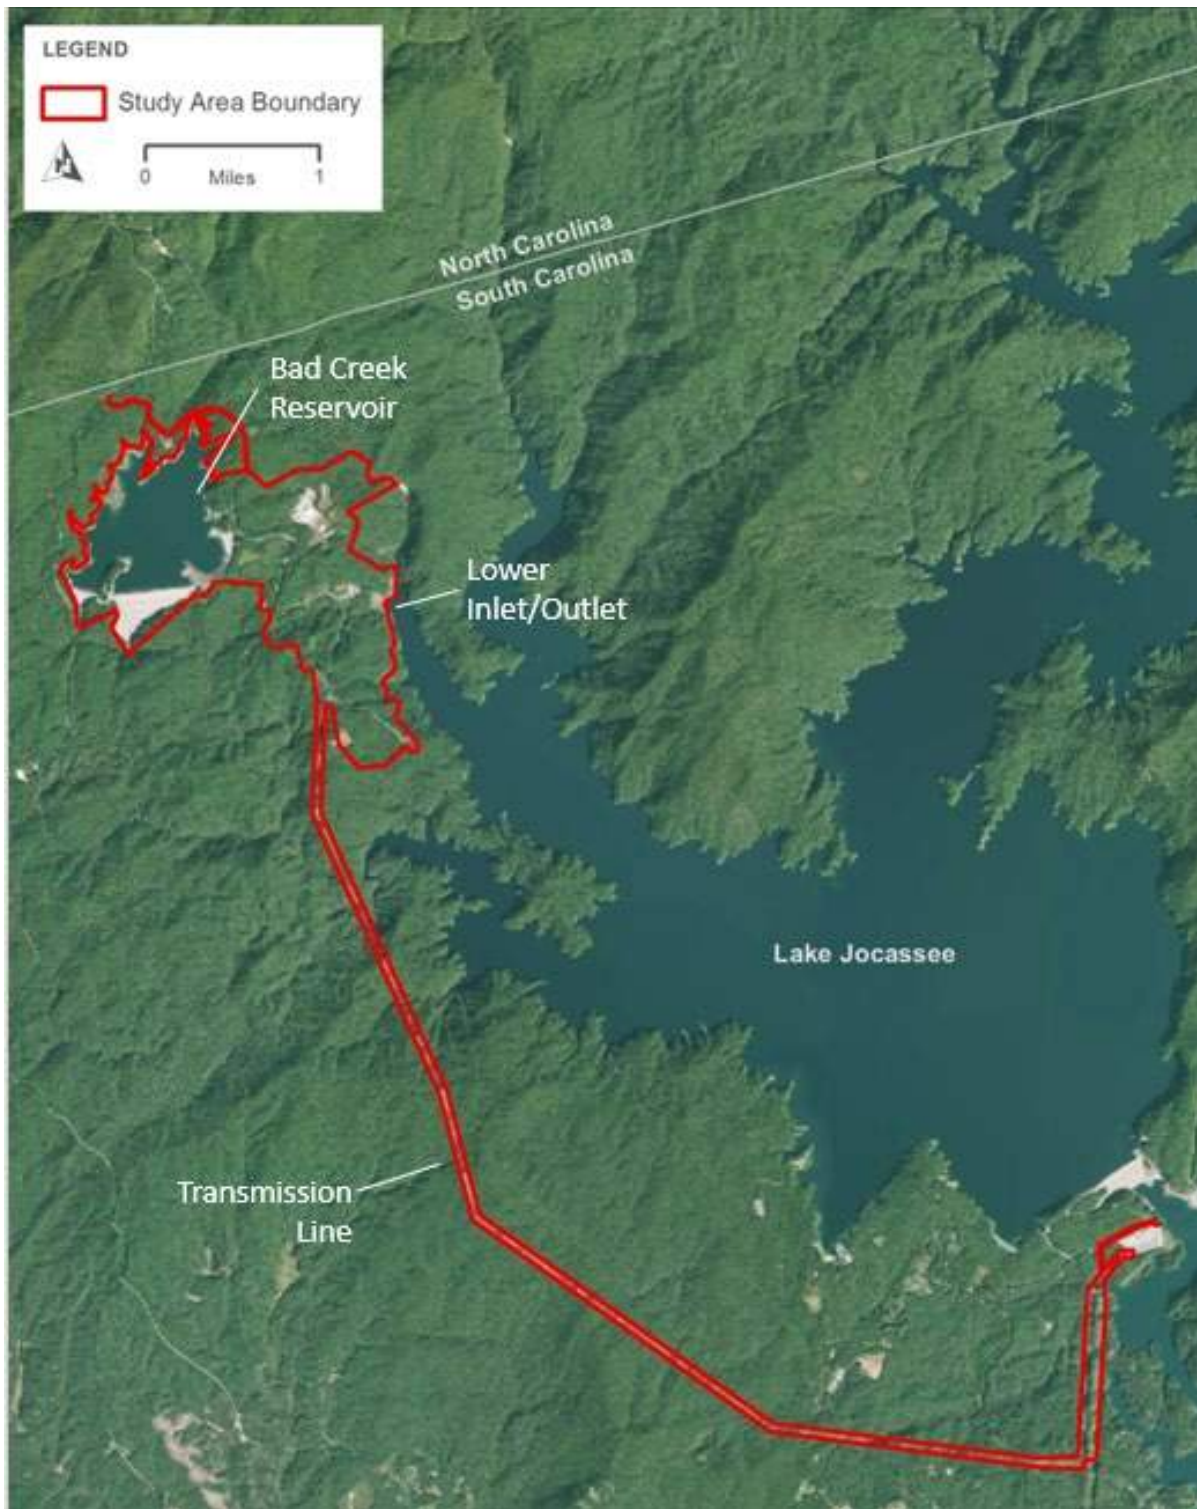 LEGEND
Study Area Boundary
N
0 Miles 1
North Carolina
South Carolina
Bad Creek
Reservoir
Lower
Inlet/Outlet
Lake Jocassee
Transmission
Line